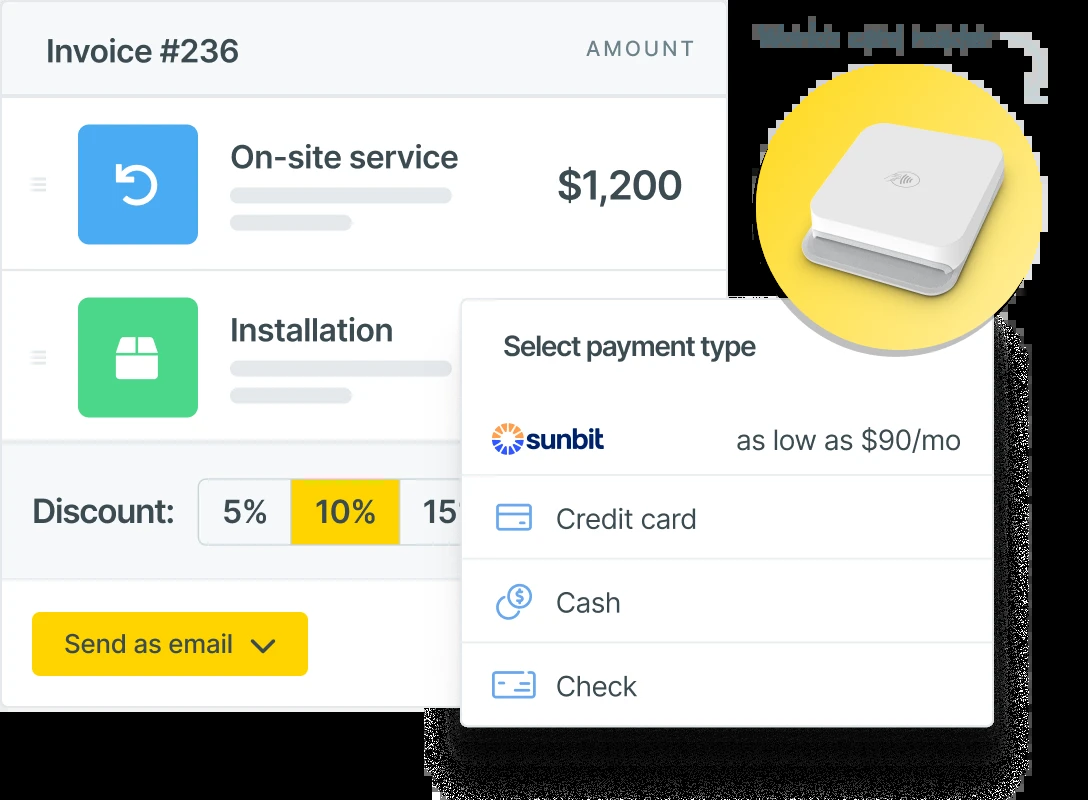 Invoice #236
AMOUNT
On-site service
$1,200
Installation
Select payment type
sunbit
as low as $90/mo
Discount:
5%
10%
15
Credit card
Cash
Send as email
Check